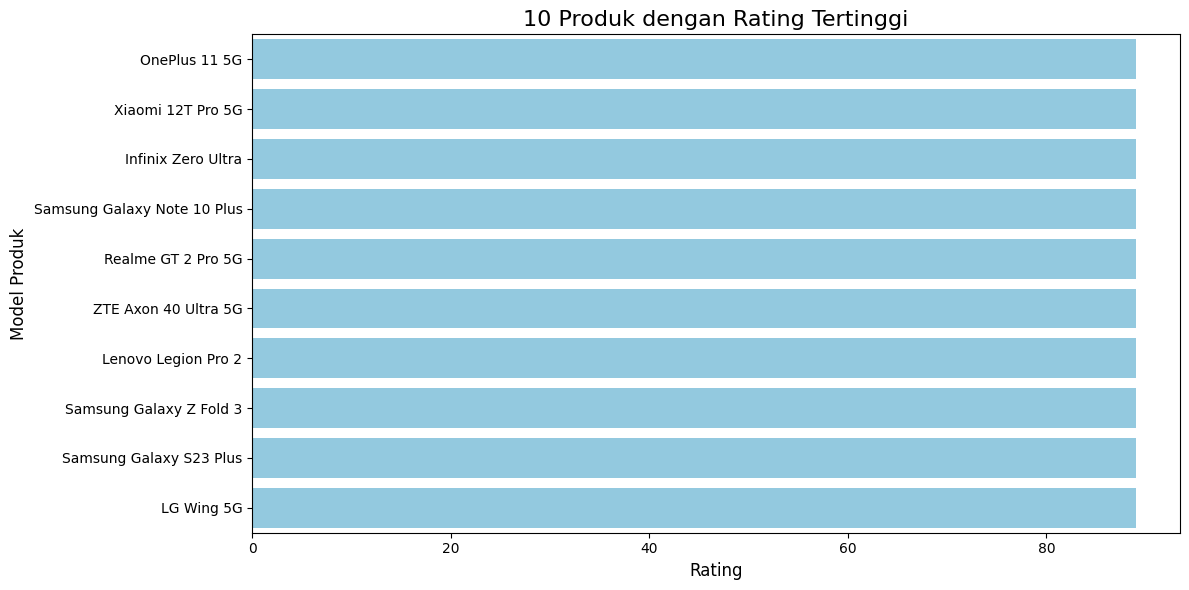 10 Produk dengan Rating Tertinggi
Model Produk
OnePlus 11 5G
Xiaomi 12T Pro 5G
Infinix Zero Ultra
Samsung Galaxy Note 10 Plus
Realme GT 2 Pro 5G
ZTE Axon 40 Ultra 5G
Lenovo Legion Pro 2
Samsung Galaxy Z Fold 3
Samsung Galaxy S23 Plus
LG Wing 5G
0 20 40 60 80
Rating